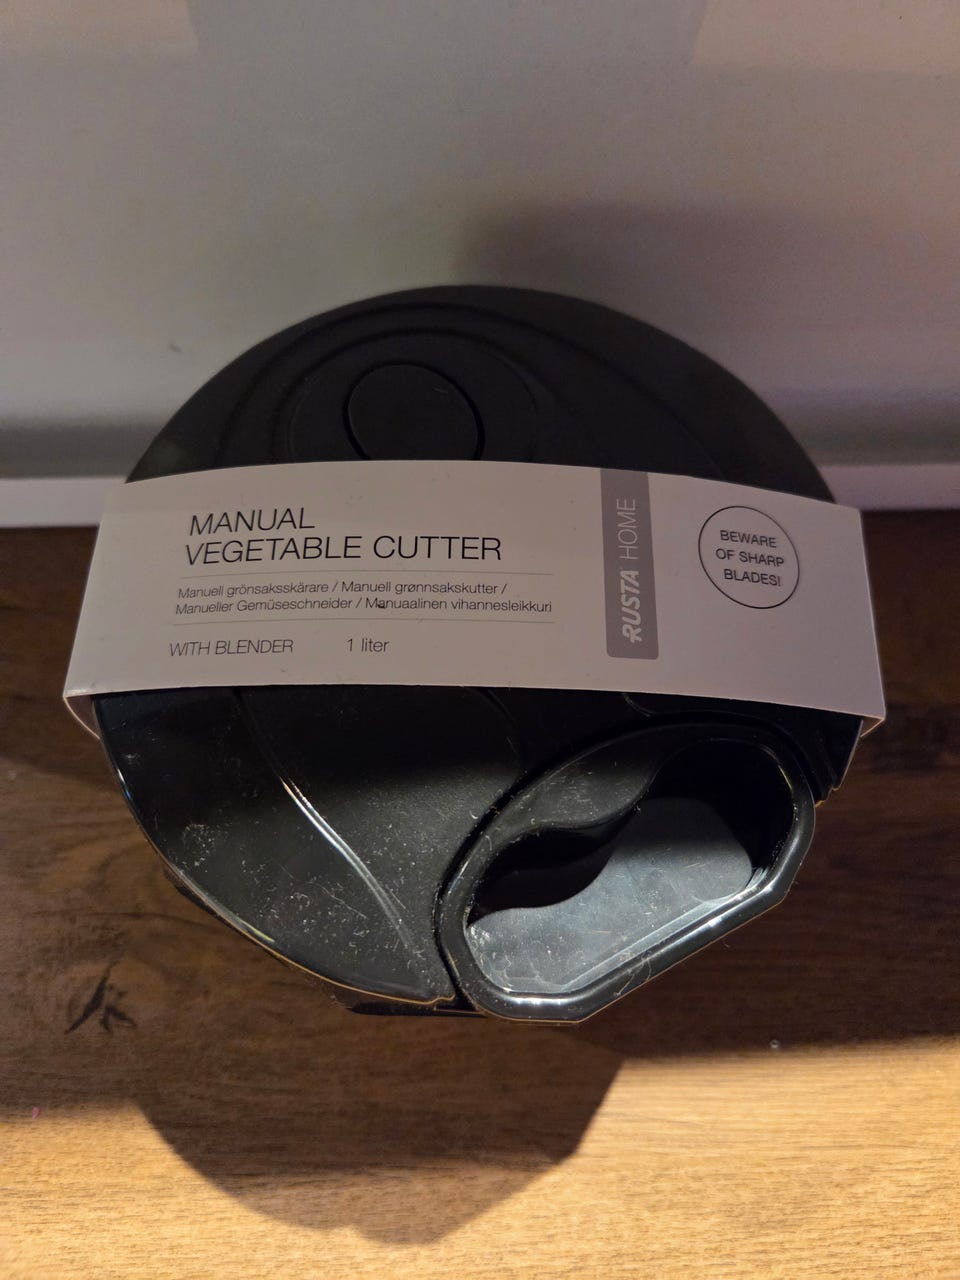 MANUAL
VEGETABLE CUTTER
Manuell grönsaksskärare / Manuell grønnsakskutter /
Manueller Gemüseschneider / Manuaalinen vihannesleikkuri
WITH BLENDER 1 liter
RUSTA HOME
BEWARE
OF SHARP
BLADES!